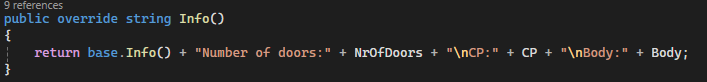 9 references
public override string Info()
{
return base.Info() + "Number of doors:" + NrOfDoors + "\nCP:" + CP + "\nBody:" + Body;
}